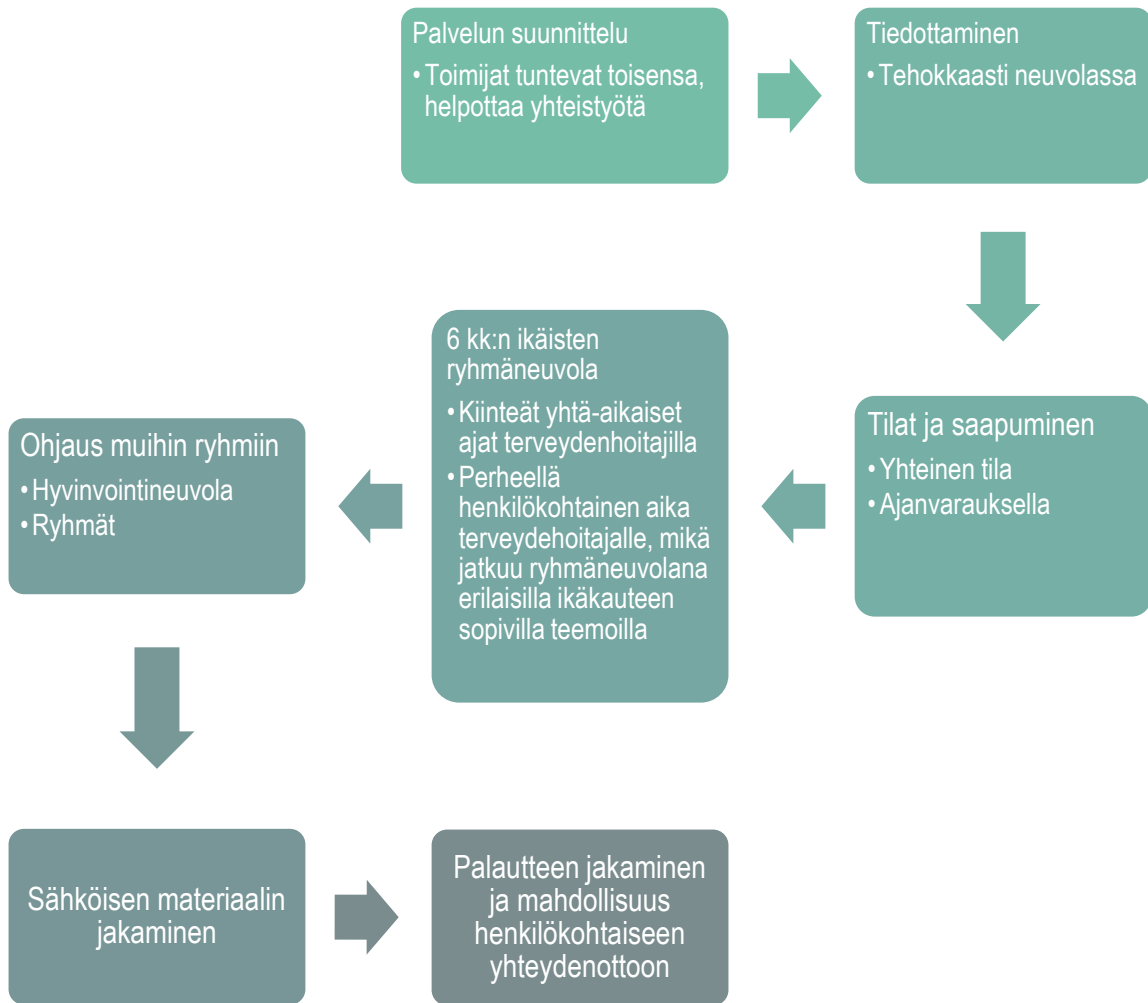 Palvelun suunnittelu
• Toimijat tuntevat toisensa,
helpottaa yhteistyötä
Tiedottaminen
• Tehokkaasti neuvolassa
Tilat ja saapuminen
• Yhteinen tila
• Ajanvarauksella
6 kk:n ikäisten
ryhmäneuvola
• Kiinteät yhtä-aikaiset
ajat terveydenhoitajilla
• Perheellä
henkilökohtainen aika
terveydehoitajalle, mikä
jatkuu ryhmäneuvolana
erilaisilla ikäkauteen
sopivilla teemoilla
Ohjaus muihin ryhmiin
• Hyvinvointineuvola
• Ryhmät
Sähköisen materiaalin
jakaminen
Palautteen jakaminen
ja mahdollisuus
henkilökohtaiseen
yhteydenottoon